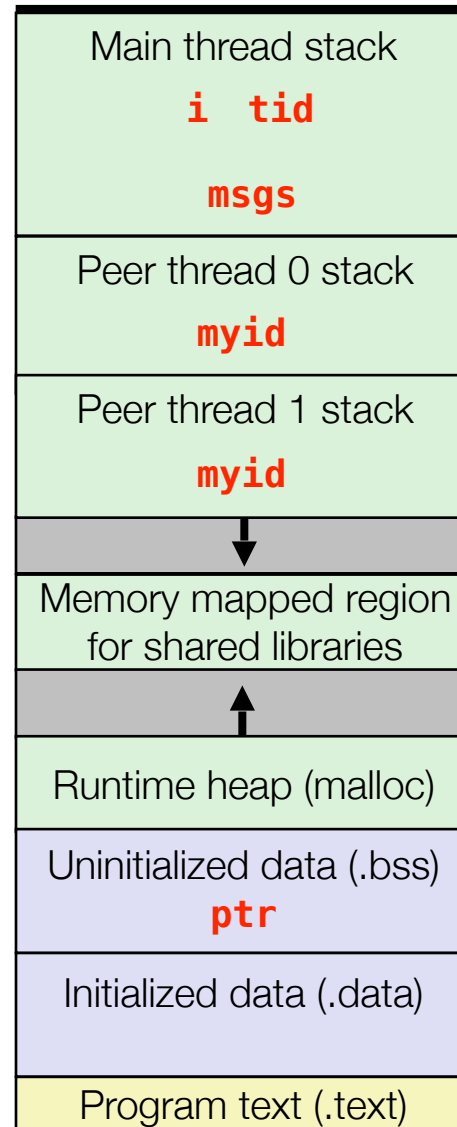 Main thread stack
i tid
msgs
Peer thread 0 stack
myid
Peer thread 1 stack
myid
Memory mapped region
for shared libraries
Runtime heap (malloc)
Uninitialized data (.bss)
ptr
Initialized data (.data)
Program text (.text)